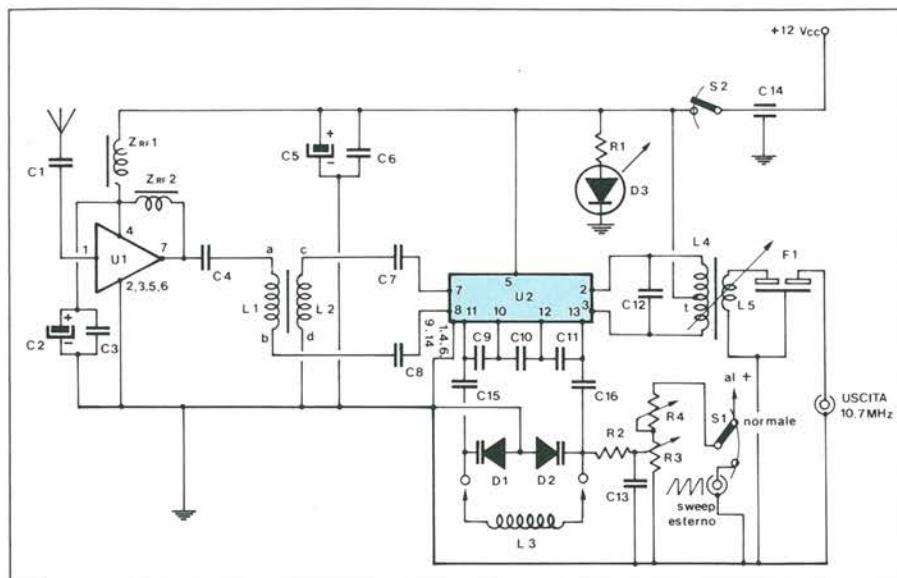 +12 Vcc
S2
C14
C1
ZRF1
ZRF2
C5
+
-
C6
R1
D3
1
4
U1
7
2,3,5,6
C4
a
c
L1
L2
b
d
C7
C8
C2
+
-
C3
5
7
U2
2
8
11
10
12
13
3
1,4,6,
9,14
C9
C10
C11
C15
C16
C12
L4
t
L5
F1
D1
D2
L3
R2
R4
R3
C13
al +
S1
normale
sweep
esterno
USCITA
10.7MHz